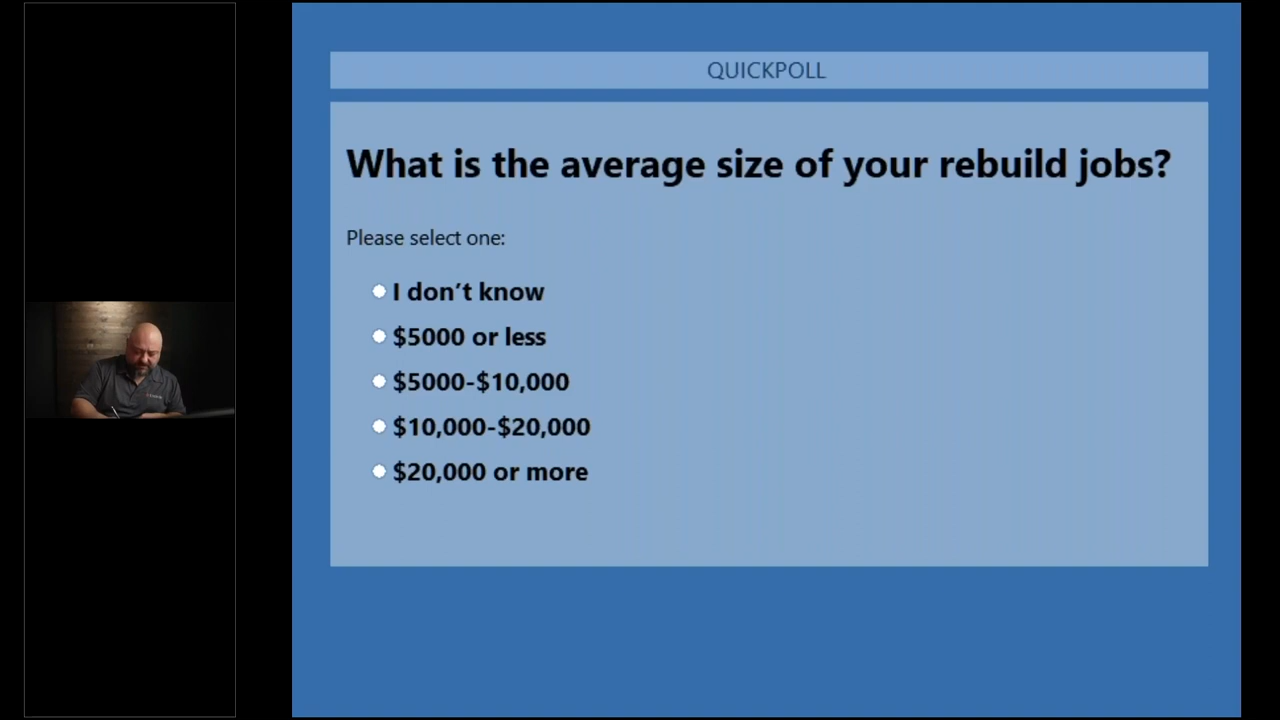 QUICKPOLL
What is the average size of your rebuild jobs?
Please select one:
I don’t know
$5000 or less
$5000-$10,000
$10,000-$20,000
$20,000 or more